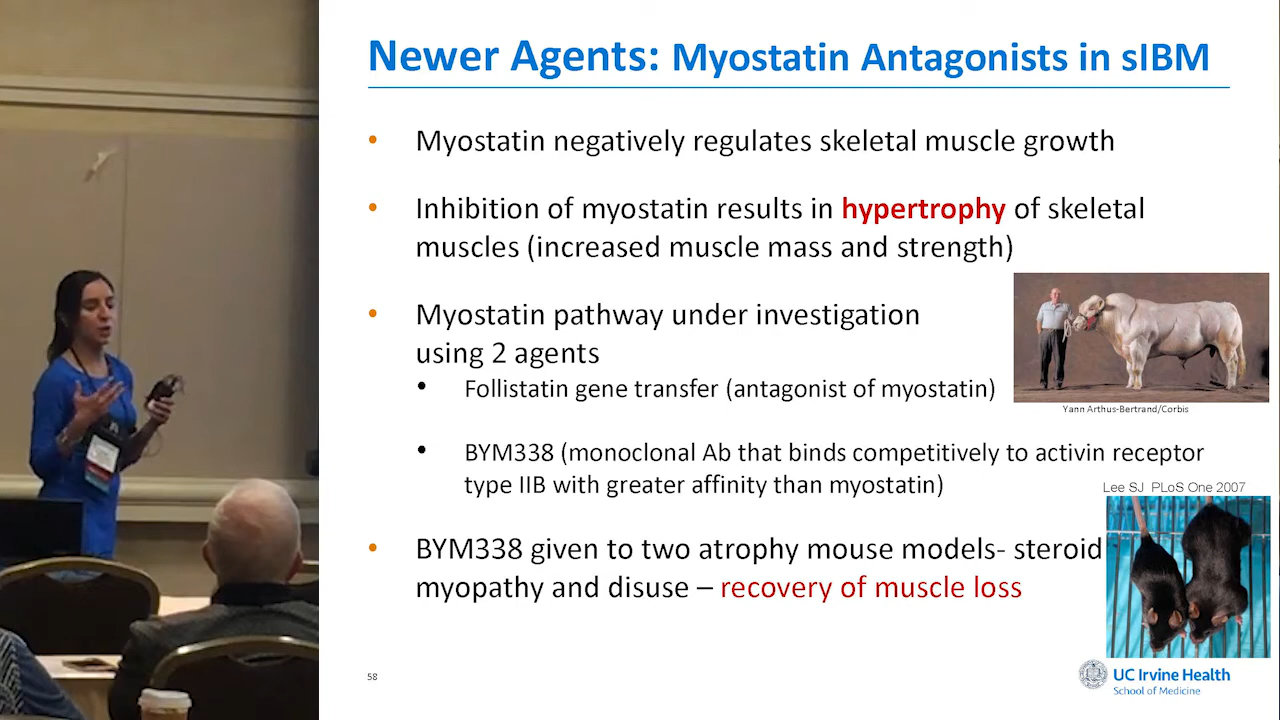 Newer Agents: Myostatin Antagonists in sIBM
• Myostatin negatively regulates skeletal muscle growth
• Inhibition of myostatin results in hypertrophy of skeletal
muscles (increased muscle mass and strength)
• Myostatin pathway under investigation
using 2 agents
• Follistatin gene transfer (antagonist of myostatin)
Yann Arthus-Bertrand/Corbis
• BYM338 (monoclonal Ab that binds competitively to activin receptor
type IIB with greater affinity than myostatin)
Lee SJ PLoS One 2007
• BYM338 given to two atrophy mouse models- steroid
myopathy and disuse – recovery of muscle loss
58
UC Irvine Health
School of Medicine